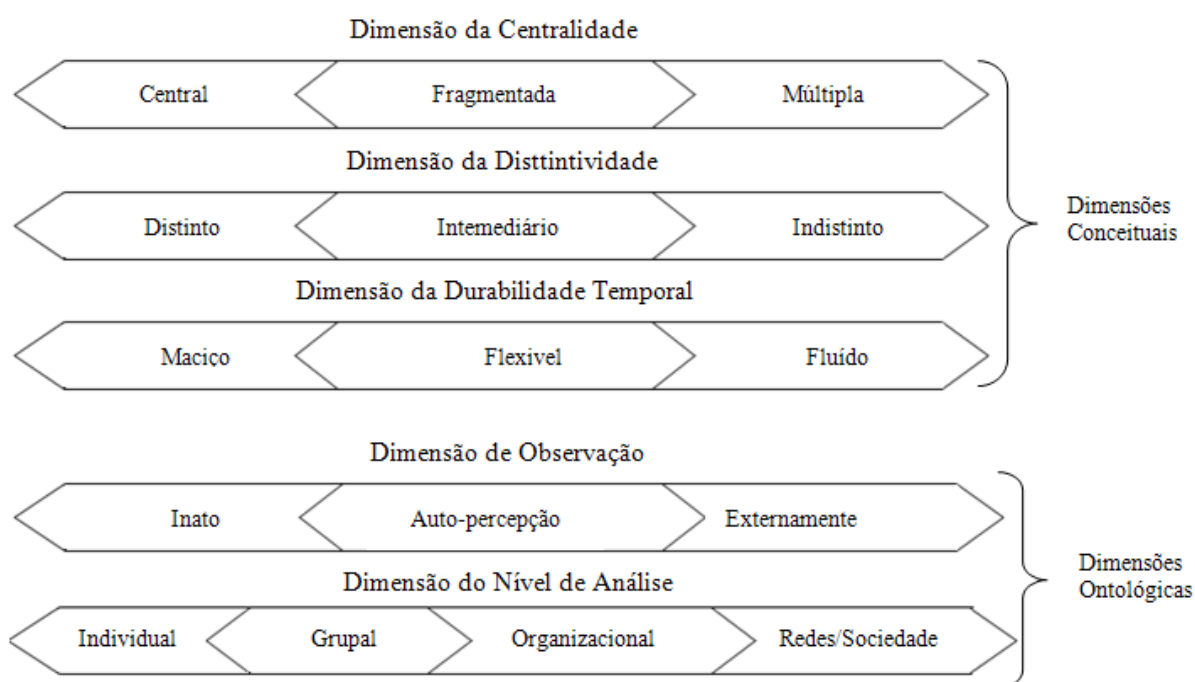 Dimensão da Centralidade
Central Fragmentada Múltipla
Dimensão da Disttintividade
Distinto Intemediário Indistinto
Dimensões
Conceituais
Dimensão da Durabilidade Temporal
Maciço Flexivel Fluído
Dimensão de Observação
Inato Auto-percepção Externamente
Dimensões
Ontológicas
Dimensão do Nível de Análise
Individual Grupal Organizacional Redes/Sociedade